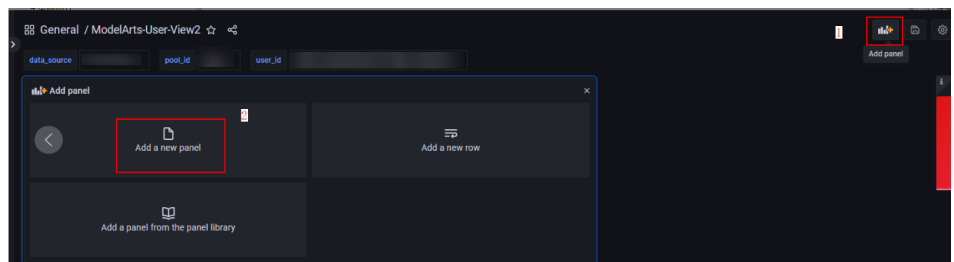 General / ModelArts-User-View2
1
Add panel
data_source pool_id user_id
Add panel
2
Add a new panel Add a new row
Add a panel from the panel library